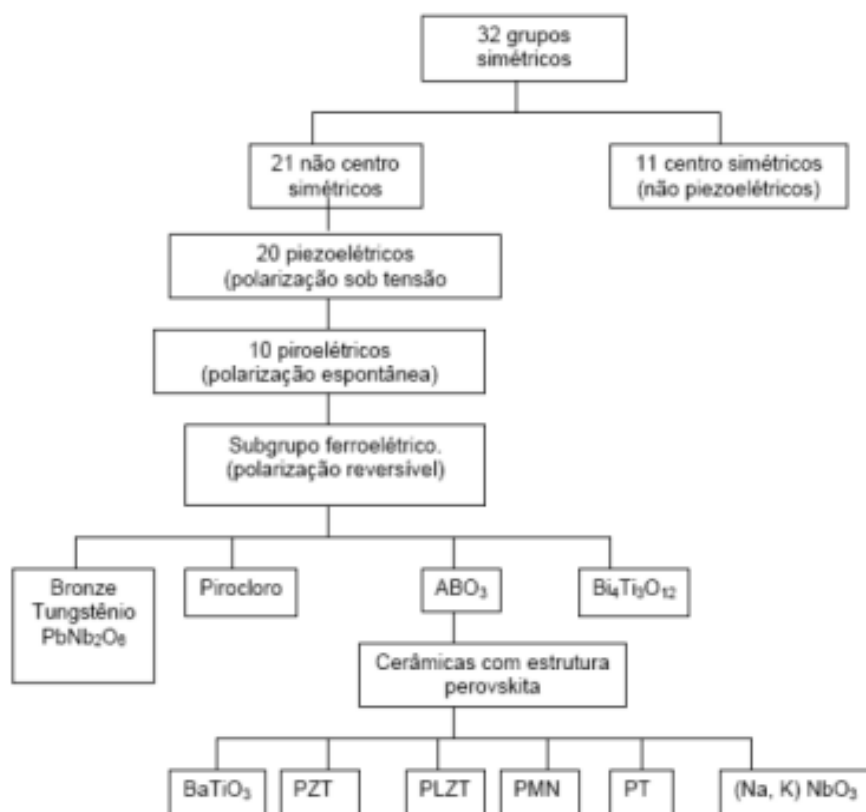 32 grupos
simétricos
21 não centro
simétricos
11 centro simétricos
(não piezoelétricos)
20 piezoelétricos
(polarização sob tensão
10 piroelétricos
(polarização espontânea)
Subgrupo ferroelétrico.
(polarização reversível)
Bronze
Tungstênio
PbNb₂O₆
Pirocloro
ABO₃
Bi₄Ti₃O₁₂
Cerâmicas com estrutura
perovskita
BaTiO₃
PZT
PLZT
PMN
PT
(Na, K) NbO₃